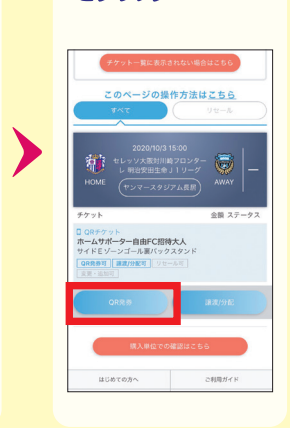 チケット一覧に表示されない場合はこちら
このページの操作方法はこちら
すべて
リセール
2020/10/3 15:00
セレッソ大阪対川崎フロンター
レ 明治安田生命J1リーグ
HOME
ヤンマースタジアム長居
AWAY
チケット
金額 ステータス
QRチケット
ホームサポーター自由FC招待大人
サイドEゾーンゴール裏バックスタンド
QR発券可 譲渡/分配可 リセール可
QR発券
譲渡/分配
購入単位での確認はこちら
はじめての方へ
ご利用ガイド